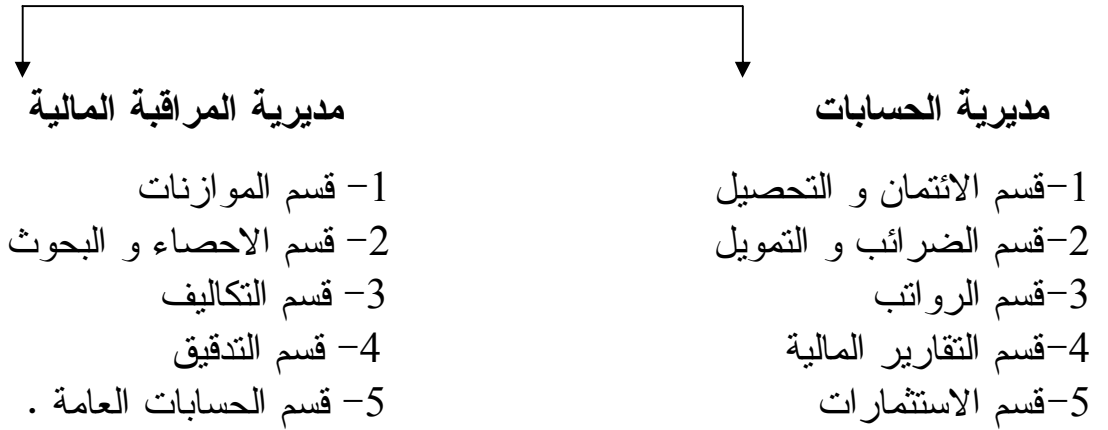 مديرية الحسابات
1-قسم الائتمان و التحصيل
2-قسم الضرائب و التمويل
3-قسم الرواتب
4-قسم التقارير المالية
5-قسم الاستثمارات
مديرية المراقبة المالية
1- قسم الموازنات
2- قسم الاحصاء و البحوث
3- قسم التكاليف
4- قسم التدقيق
5- قسم الحسابات العامة .